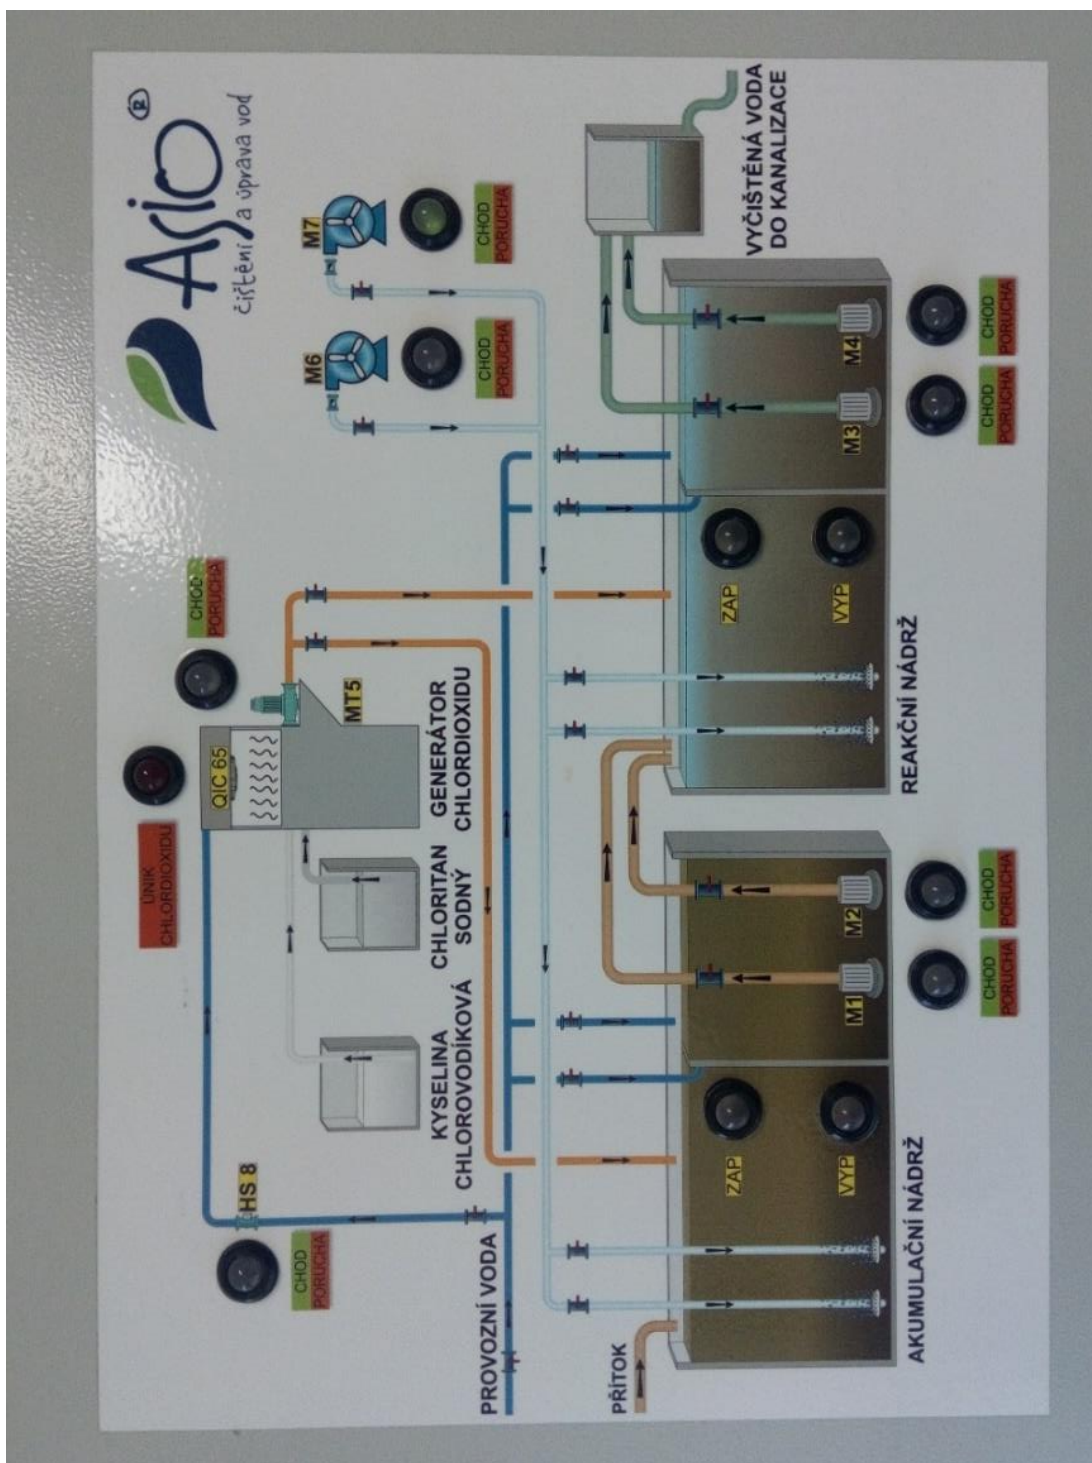 Asio
čištění a úprava vod
ÚNIK
CHLORDIOXIDU
CHOD
PORUCHA
QIC 65
MT5
HS 8
CHOD
PORUCHA
M6
M7
CHOD
PORUCHA
CHOD
PORUCHA
KYSELINA
CHLOROVODÍKOVÁ
CHLORITAN
SODNÝ
GENERÁTOR
CHLORDIOXIDU
PROVOZNÍ VODA
PŘÍTOK
ZAP
VYP
M1
M2
ZAP
VYP
M3
M4
VYČIŠTĚNÁ VODA
DO KANALIZACE
AKUMULAČNÍ NÁDRŽ
REAKČNÍ NÁDRŽ
CHOD
PORUCHA
CHOD
PORUCHA
CHOD
PORUCHA
CHOD
PORUCHA